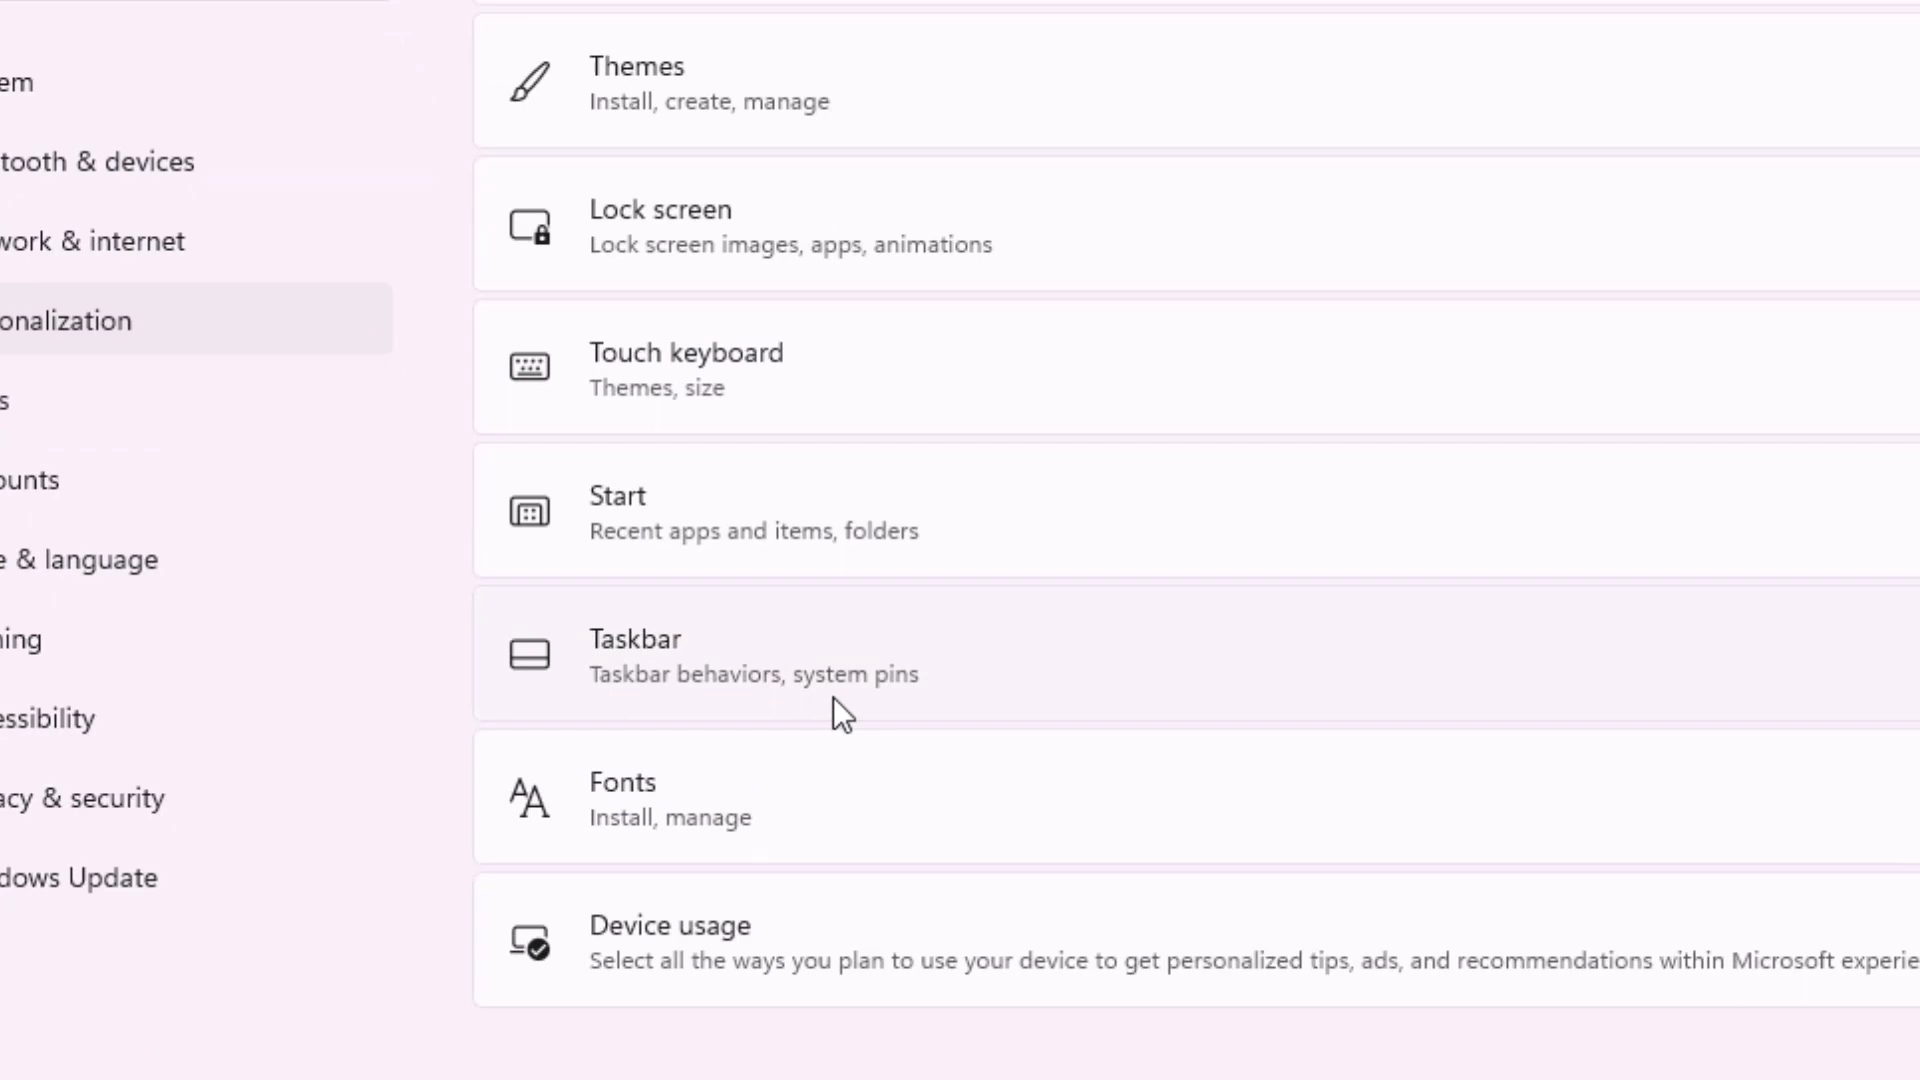 em
tooth & devices
work & internet
onalization
s
ounts
e & language
ning
essibility
acy & security
dows Update
Themes
Install, create, manage
Lock screen
Lock screen images, apps, animations
Touch keyboard
Themes, size
Start
Recent apps and items, folders
Taskbar
Taskbar behaviors, system pins
Fonts
Install, manage
Device usage
Select all the ways you plan to use your device to get personalized tips, ads, and recommendations within Microsoft experie